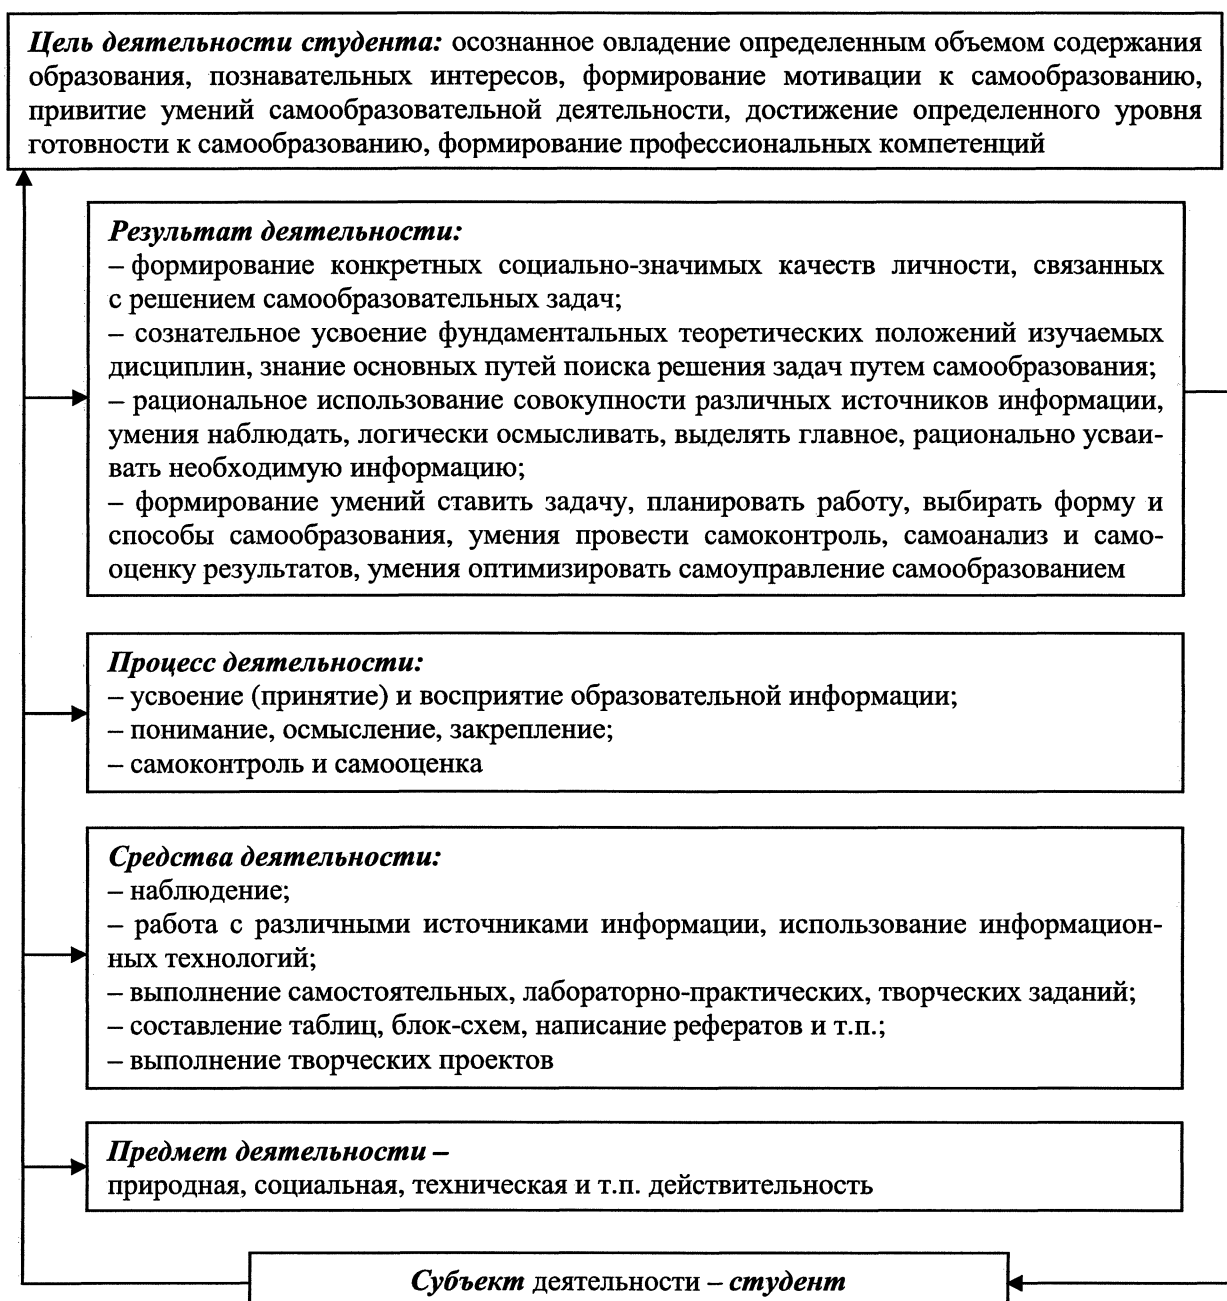 Цель деятельности студента: осознанное овладение определенным объемом содержания
образования, познавательных интересов, формирование мотивации к самообразованию,
привитие умений самообразовательной деятельности, достижение определенного уровня
готовности к самообразованию, формирование профессиональных компетенций
Результат деятельности:
– формирование конкретных социально-значимых качеств личности, связанных
с решением самообразовательных задач;
– сознательное усвоение фундаментальных теоретических положений изучаемых
дисциплин, знание основных путей поиска решения задач путем самообразования;
– рациональное использование совокупности различных источников информации,
умения наблюдать, логически осмысливать, выделять главное, рационально усваи-
вать необходимую информацию;
– формирование умений ставить задачу, планировать работу, выбирать форму и
способы самообразования, умения провести самоконтроль, самоанализ и само-
оценку результатов, умения оптимизировать самоуправление самообразованием
Процесс деятельности:
– усвоение (принятие) и восприятие образовательной информации;
– понимание, осмысление, закрепление;
– самоконтроль и самооценка
Средства деятельности:
– наблюдение;
– работа с различными источниками информации, использование информацион-
ных технологий;
– выполнение самостоятельных, лабораторно-практических, творческих заданий;
– составление таблиц, блок-схем, написание рефератов и т.п.;
– выполнение творческих проектов
Предмет деятельности –
природная, социальная, техническая и т.п. действительность
Субъект деятельности – студент